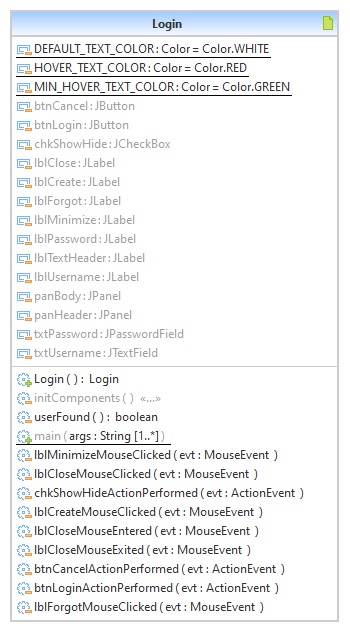 Login
DEFAULT_TEXT_COLOR : Color = Color.WHITE
HOVER_TEXT_COLOR : Color = Color.RED
MIN_HOVER_TEXT_COLOR : Color = Color.GREEN
btnCancel : JButton
btnLogin : JButton
chkShowHide : JCheckBox
lblClose : JLabel
lblCreate : JLabel
lblForgot : JLabel
lblMinimize : JLabel
lblPassword : JLabel
lblTextHeader : JLabel
lblUsername : JLabel
panBody : JPanel
panHeader : JPanel
txtPassword : JPasswordField
txtUsername : JTextField
Login ( ) : Login
initComponents ( ) «...»
userFound ( ) : boolean
main ( args : String [1..*] )
lblMinimizeMouseClicked ( evt : MouseEvent )
lblCloseMouseClicked ( evt : MouseEvent )
chkShowHideActionPerformed ( evt : ActionEvent )
lblCreateMouseClicked ( evt : MouseEvent )
lblCloseMouseEntered ( evt : MouseEvent )
lblCloseMouseExited ( evt : MouseEvent )
btnCancelActionPerformed ( evt : ActionEvent )
btnLoginActionPerformed ( evt : ActionEvent )
lblForgotMouseClicked ( evt : MouseEvent )